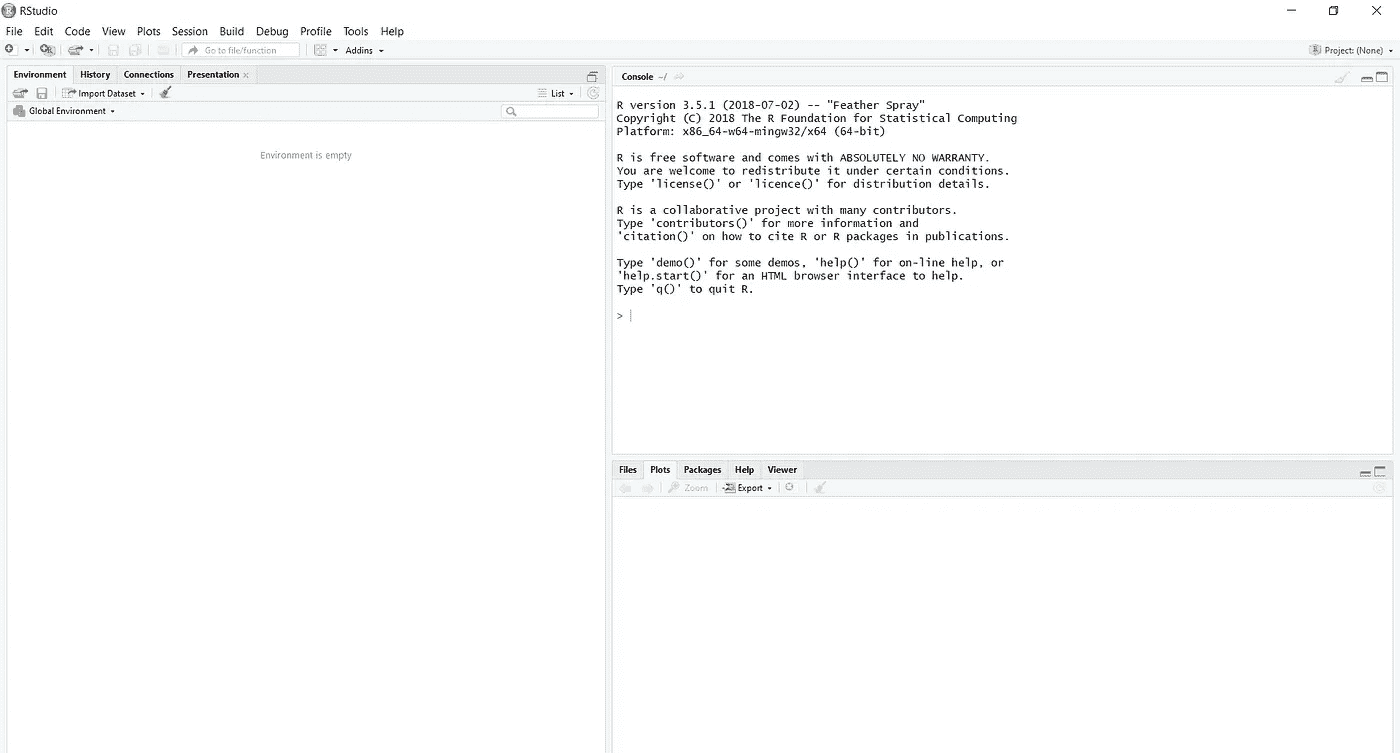 RStudio
File Edit Code View Plots Session Build Debug Profile Tools Help
Go to file/function Addins Project: (None)
Environment History Connections Presentation
Import Dataset List
Global Environment
Environment is empty
Console ~/
R version 3.5.1 (2018-07-02) -- "Feather Spray"
Copyright (C) 2018 The R Foundation for Statistical Computing
Platform: x86_64-w64-mingw32/x64 (64-bit)
R is free software and comes with ABSOLUTELY NO WARRANTY.
You are welcome to redistribute it under certain conditions.
Type 'license()' or 'licence()' for distribution details.
R is a collaborative project with many contributors.
Type 'contributors()' for more information and
'citation()' on how to cite R or R packages in publications.
Type 'demo()' for some demos, 'help()' for on-line help, or
'help.start()' for an HTML browser interface to help.
Type 'q()' to quit R.
>
Files Plots Packages Help Viewer
Zoom Export